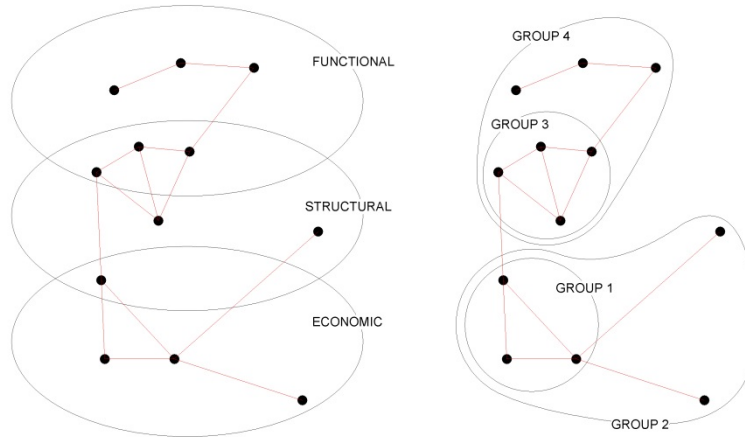 FUNCTIONAL
STRUCTURAL
ECONOMIC
GROUP 4
GROUP 3
GROUP 1
GROUP 2